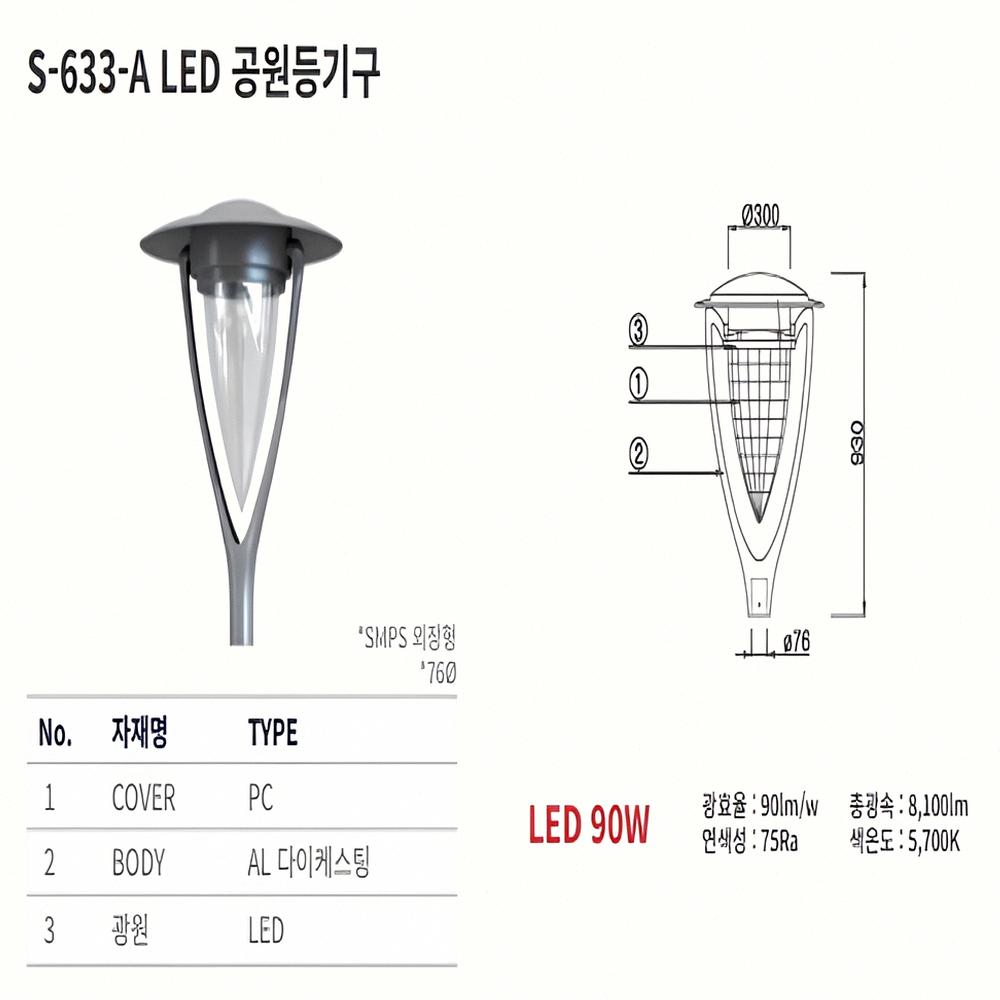 S-633-A LED 공원등기구
Ø300
③
①
②
930
ø76
*SMPS 외장형
*76Ø
No. 자재명 TYPE
1 COVER PC
2 BODY AL 다이케스팅
3 광원 LED
LED 90W
광효율 : 90lm/w 총광속 : 8,100lm
연색성 : 75Ra 색온도 : 5,700K